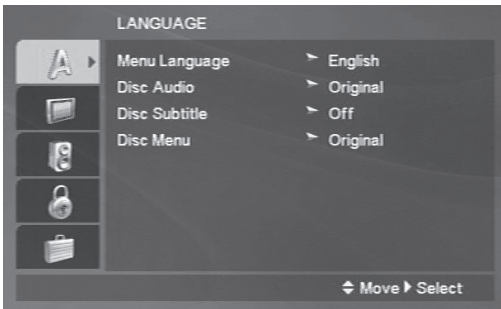 LANGUAGE
A
Menu Language English
Disc Audio Original
Disc Subtitle Off
Disc Menu Original
Move Select